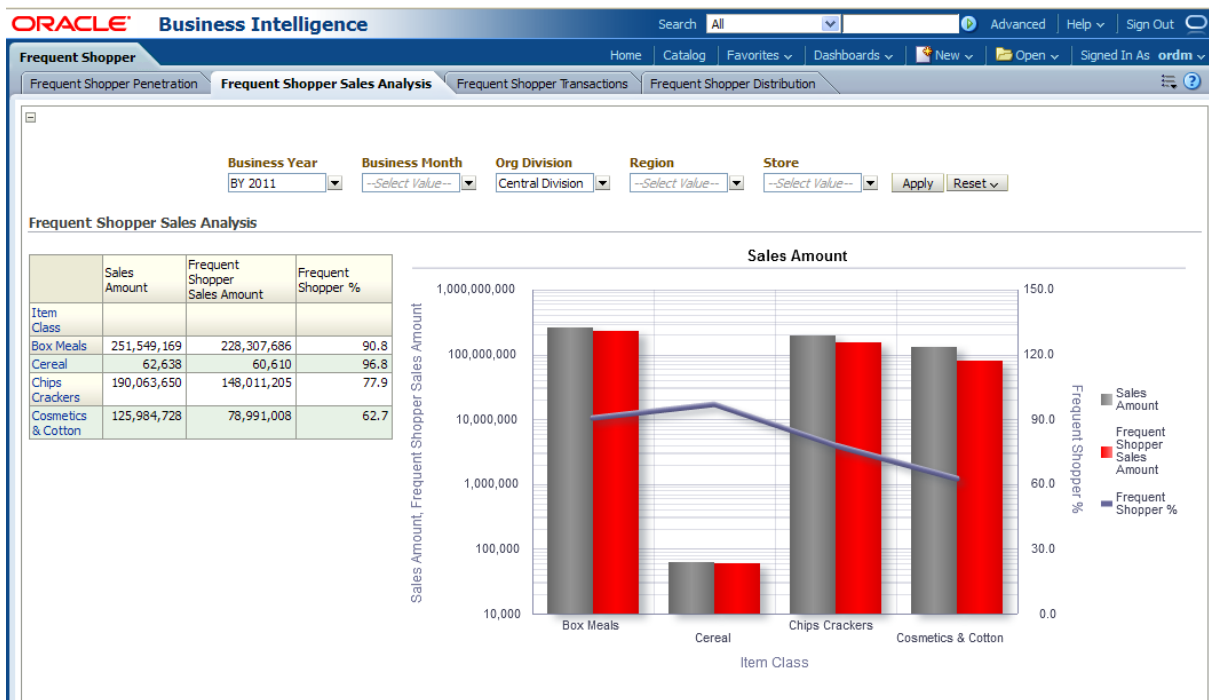 ORACLE Business Intelligence Search All Advanced Help Sign Out
Frequent Shopper Home Catalog Favorites Dashboards New Open Signed In As ordm
Frequent Shopper Penetration Frequent Shopper Sales Analysis Frequent Shopper Transactions Frequent Shopper Distribution
Business Year Business Month Org Division Region Store
BY 2011 --Select Value-- Central Division --Select Value-- --Select Value-- Apply Reset
Frequent Shopper Sales Analysis
Sales Amount Frequent Shopper Sales Amount Frequent Shopper %
Item Class
Box Meals 251,549,169 228,307,686 90.8
Cereal 62,638 60,610 96.8
Chips Crackers 190,063,650 148,011,205 77.9
Cosmetics & Cotton 125,984,728 78,991,008 62.7
Sales Amount
Sales Amount, Frequent Shopper Sales Amount
1,000,000,000
100,000,000
10,000,000
1,000,000
100,000
10,000
150.0
120.0
90.0
60.0
30.0
0.0
Frequent Shopper %
Box Meals
Cereal
Chips Crackers
Cosmetics & Cotton
Item Class
Sales Amount
Frequent Shopper Sales Amount
Frequent Shopper %